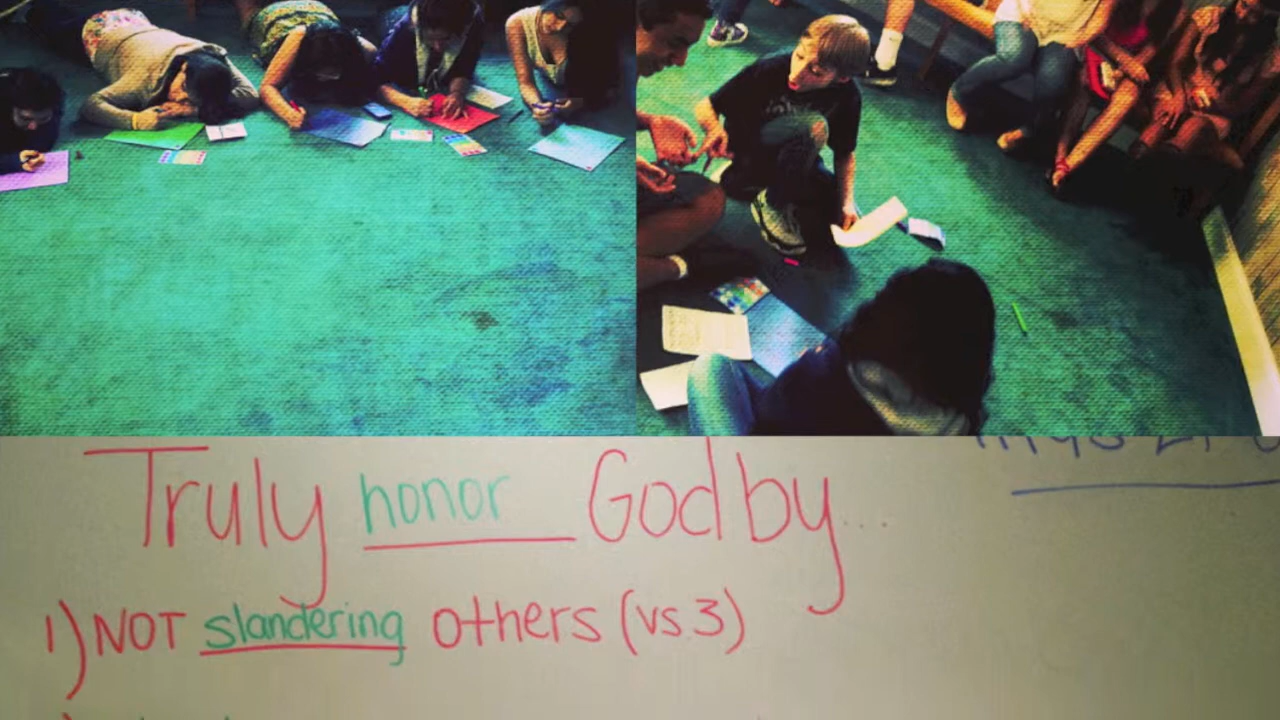 Truly honor God by...
1) NOT slandering others (vs. 3)